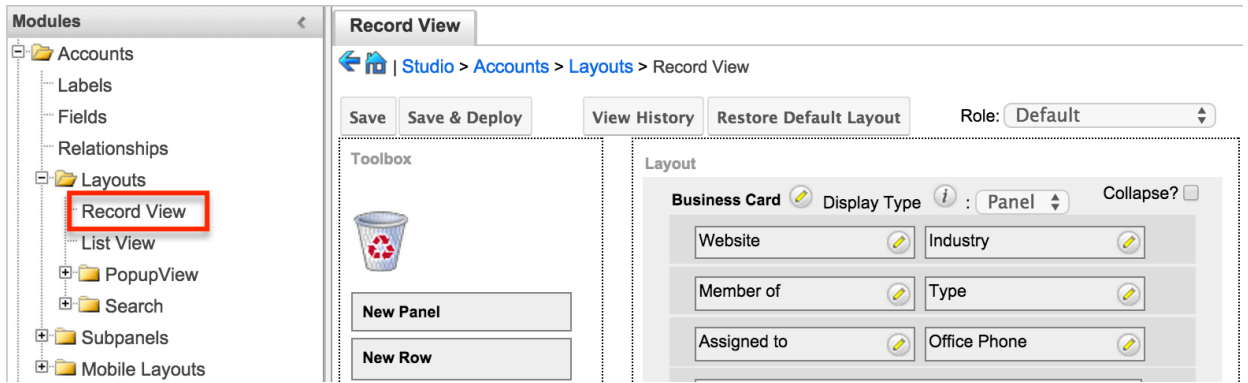 Modules
Accounts
Labels
Fields
Relationships
Layouts
Record View
List View
PopupView
Search
Subpanels
Mobile Layouts
Record View
| Studio > Accounts > Layouts > Record View
Save Save & Deploy View History Restore Default Layout Role: Default
Toolbox
New Panel
New Row
Layout
Business Card Display Type i : Panel Collapse?
Website Industry
Member of Type
Assigned to Office Phone